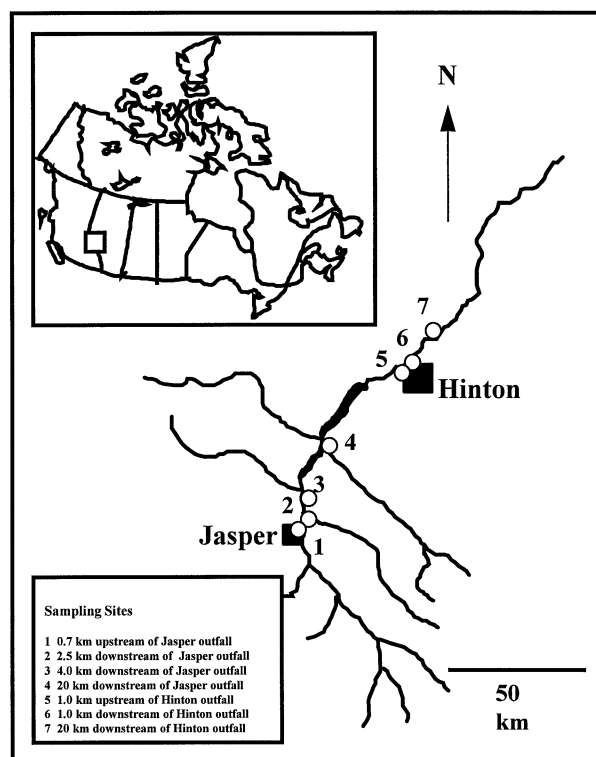 N
7
6
5
Hinton
4
3
2
Jasper
1
Sampling Sites
1 0.7 km upstream of Jasper outfall
2 2.5 km downstream of Jasper outfall
3 4.0 km downstream of Jasper outfall
4 20 km downstream of Jasper outfall
5 1.0 km upstream of Hinton outfall
6 1.0 km downstream of Hinton outfall
7 20 km downstream of Hinton outfall
50
km